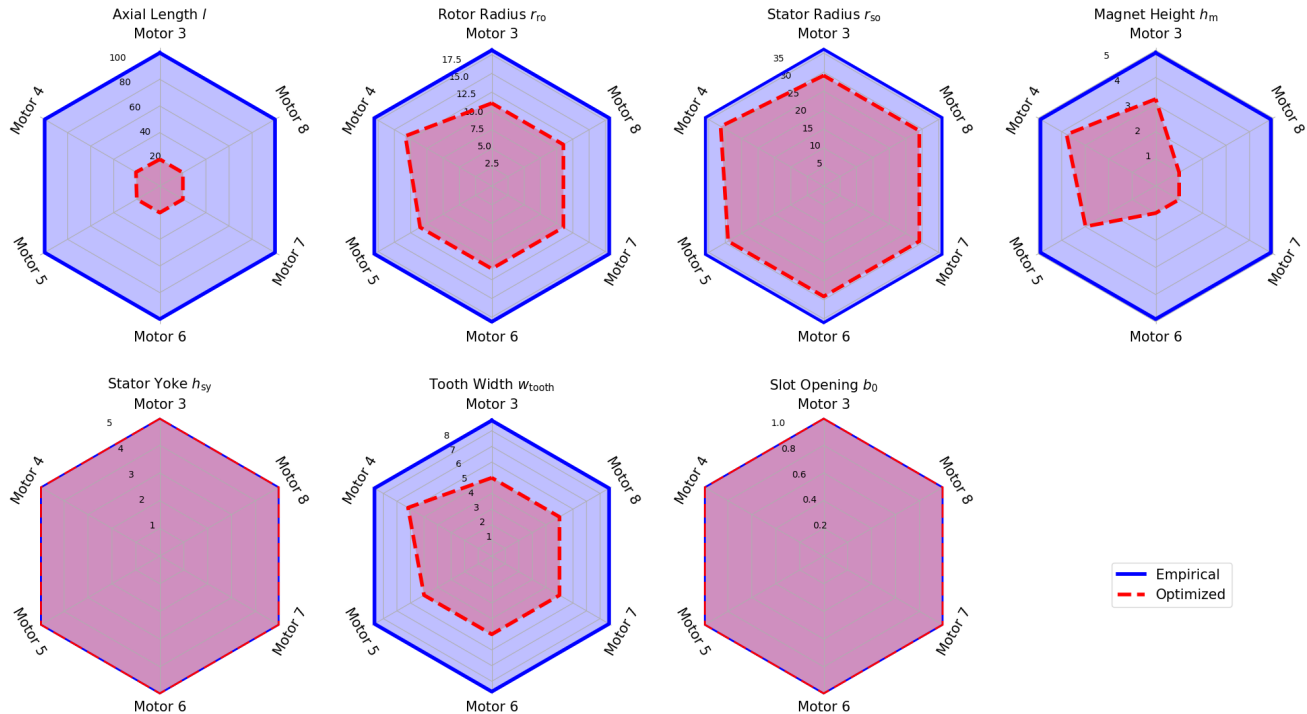 Axial Length l
Motor 3
Motor 4
Motor 8
100
80
60
40
20
Motor 5
Motor 7
Motor 6
Rotor Radius r_ro
Motor 3
Motor 4
Motor 8
17.5
15.0
12.5
10.0
7.5
5.0
2.5
Motor 5
Motor 7
Motor 6
Stator Radius r_so
Motor 3
Motor 4
Motor 8
35
30
25
20
15
10
5
Motor 5
Motor 7
Motor 6
Magnet Height h_m
Motor 3
Motor 4
Motor 8
5
4
3
2
1
Motor 5
Motor 7
Motor 6
Stator Yoke h_sy
Motor 3
Motor 4
Motor 8
5
4
3
2
1
Motor 5
Motor 7
Motor 6
Tooth Width w_tooth
Motor 3
Motor 4
Motor 8
8
7
6
5
4
3
2
1
Motor 5
Motor 7
Motor 6
Slot Opening b_0
Motor 3
Motor 4
Motor 8
1.0
0.8
0.6
0.4
0.2
Motor 5
Motor 7
Motor 6
Empirical
Optimized